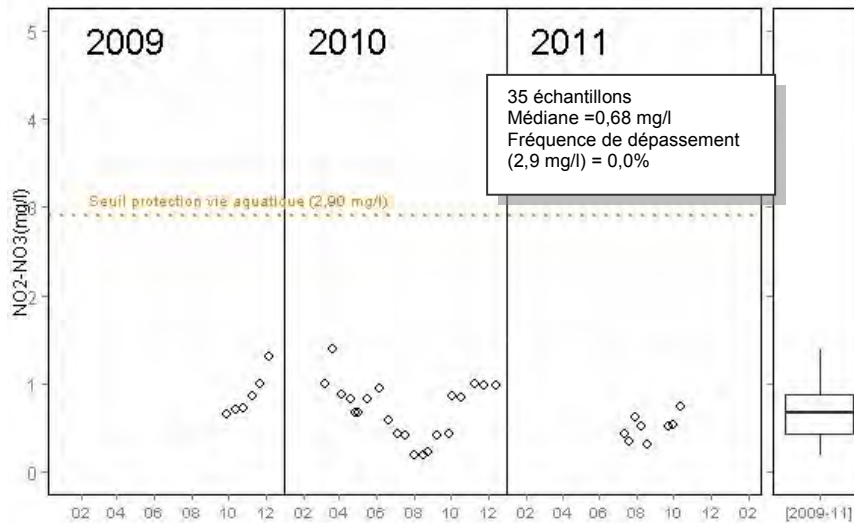 2009 2010 2011
35 échantillons
Médiane =0,68 mg/l
Fréquence de dépassement
(2,9 mg/l) = 0,0%
Seuil protection vie aquatique (2,90 mg/l)
NO2-NO3(mg/l)
5
4
3
2
1
0
02 04 06 08 10 12 02 04 06 08 10 12 02 04 06 08 10 12 02 [2009-11]